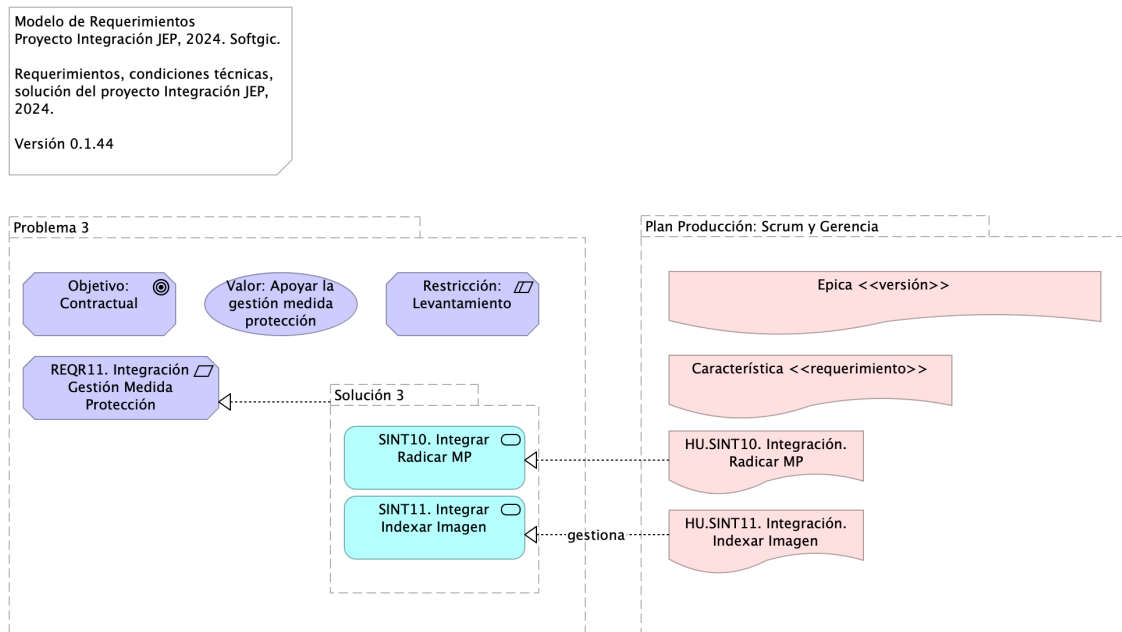 Modelo de Requerimientos
Proyecto Integración JEP, 2024. Softgic.
Requerimientos, condiciones técnicas,
solución del proyecto Integración JEP,
2024.
Versión 0.1.44
Problema 3
Objetivo:
Contractual
Valor: Apoyar la
gestión medida
protección
Restricción:
Levantamiento
REQR11. Integración
Gestión Medida
Protección
Solución 3
SINT10. Integrar
Radicar MP
SINT11. Integrar
Indexar Imagen
gestiona
Plan Producción: Scrum y Gerencia
Epica <<versión>>
Característica <<requerimiento>>
HU.SINT10. Integración.
Radicar MP
HU.SINT11. Integración.
Indexar Imagen